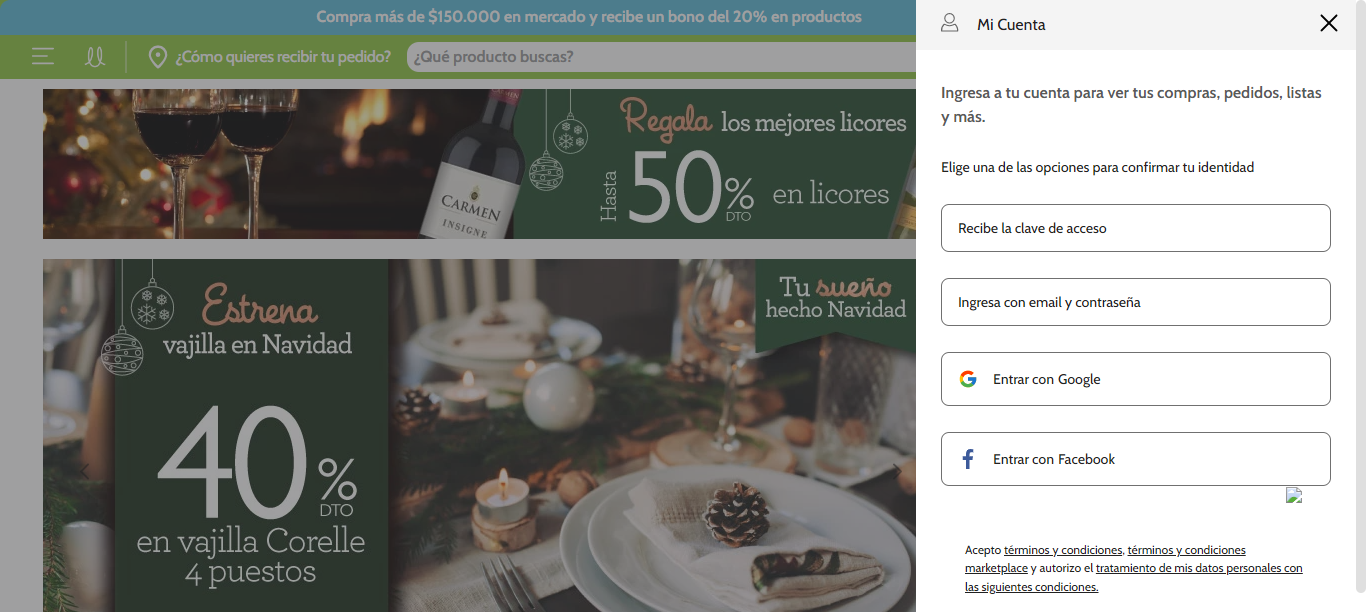 Compra más de $150.000 en mercado y recibe un bono del 20% en productos
¿Cómo quieres recibir tu pedido?
¿Qué producto buscas?
Regala los mejores licores
Hasta 50% DTO en licores
CARMEN
INSIGNE
Estrena
vajilla en Navidad
40% DTO
en vajilla Corelle
4 puestos
Tu sueño
hecho Navidad
Mi Cuenta
Ingresa a tu cuenta para ver tus compras, pedidos, listas
y más.
Elige una de las opciones para confirmar tu identidad
Recibe la clave de acceso
Ingresa con email y contraseña
Entrar con Google
Entrar con Facebook
Acepto términos y condiciones, términos y condiciones
marketplace y autorizo el tratamiento de mis datos personales con
las siguientes condiciones.